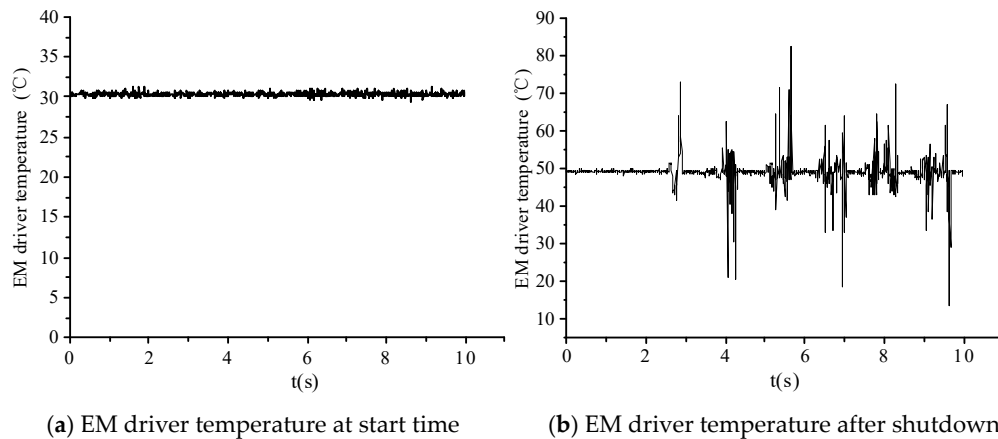 EM driver temperature (℃)
40
35
30
25
20
15
10
5
0
0 2 4 6 8 10
t(s)
(a) EM driver temperature at start time
EM driver temperature (℃)
90
80
70
60
50
40
30
20
10
0 2 4 6 8 10
t(s)
(b) EM driver temperature after shutdown